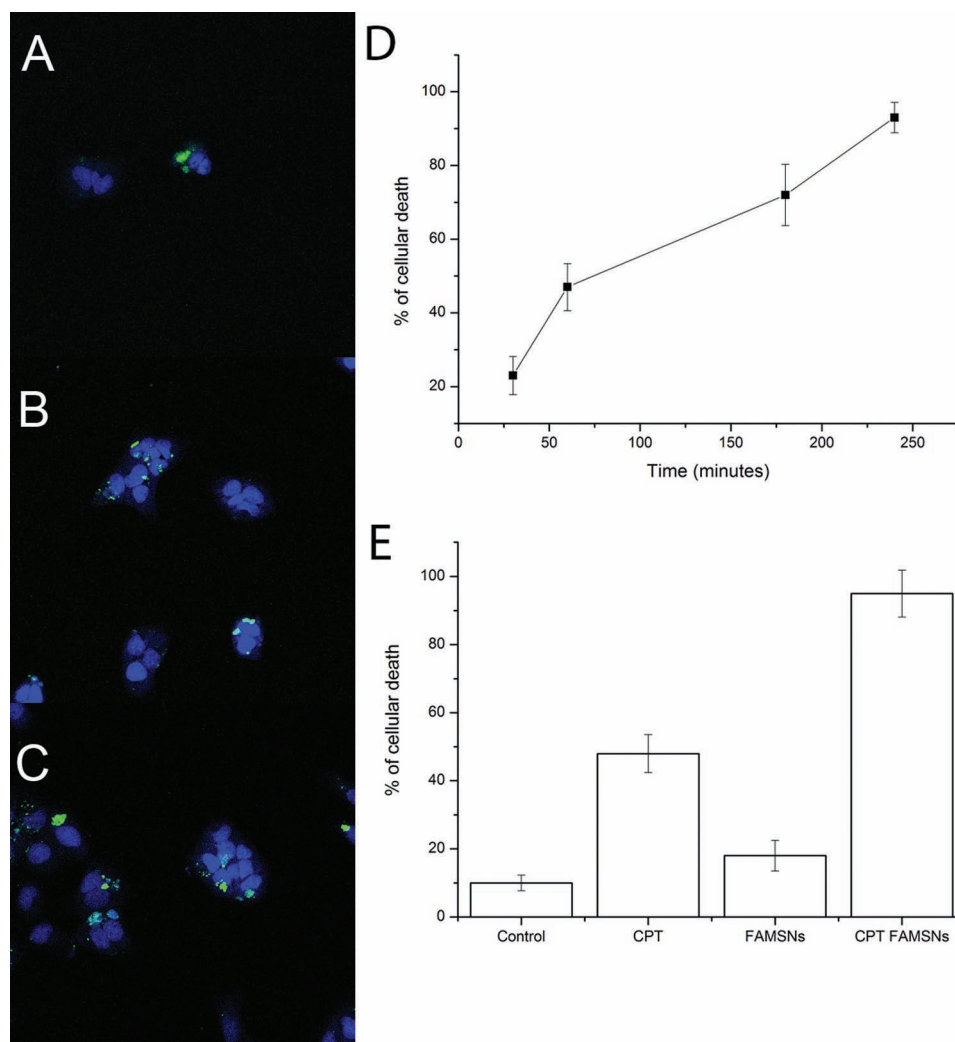 A
B
C
D
% of cellular death
100
80
60
40
20
0
50
100
150
200
250
Time (minutes)
E
% of cellular death
100
80
60
40
20
0
Control
CPT
FAMSNs
CPT FAMSNs